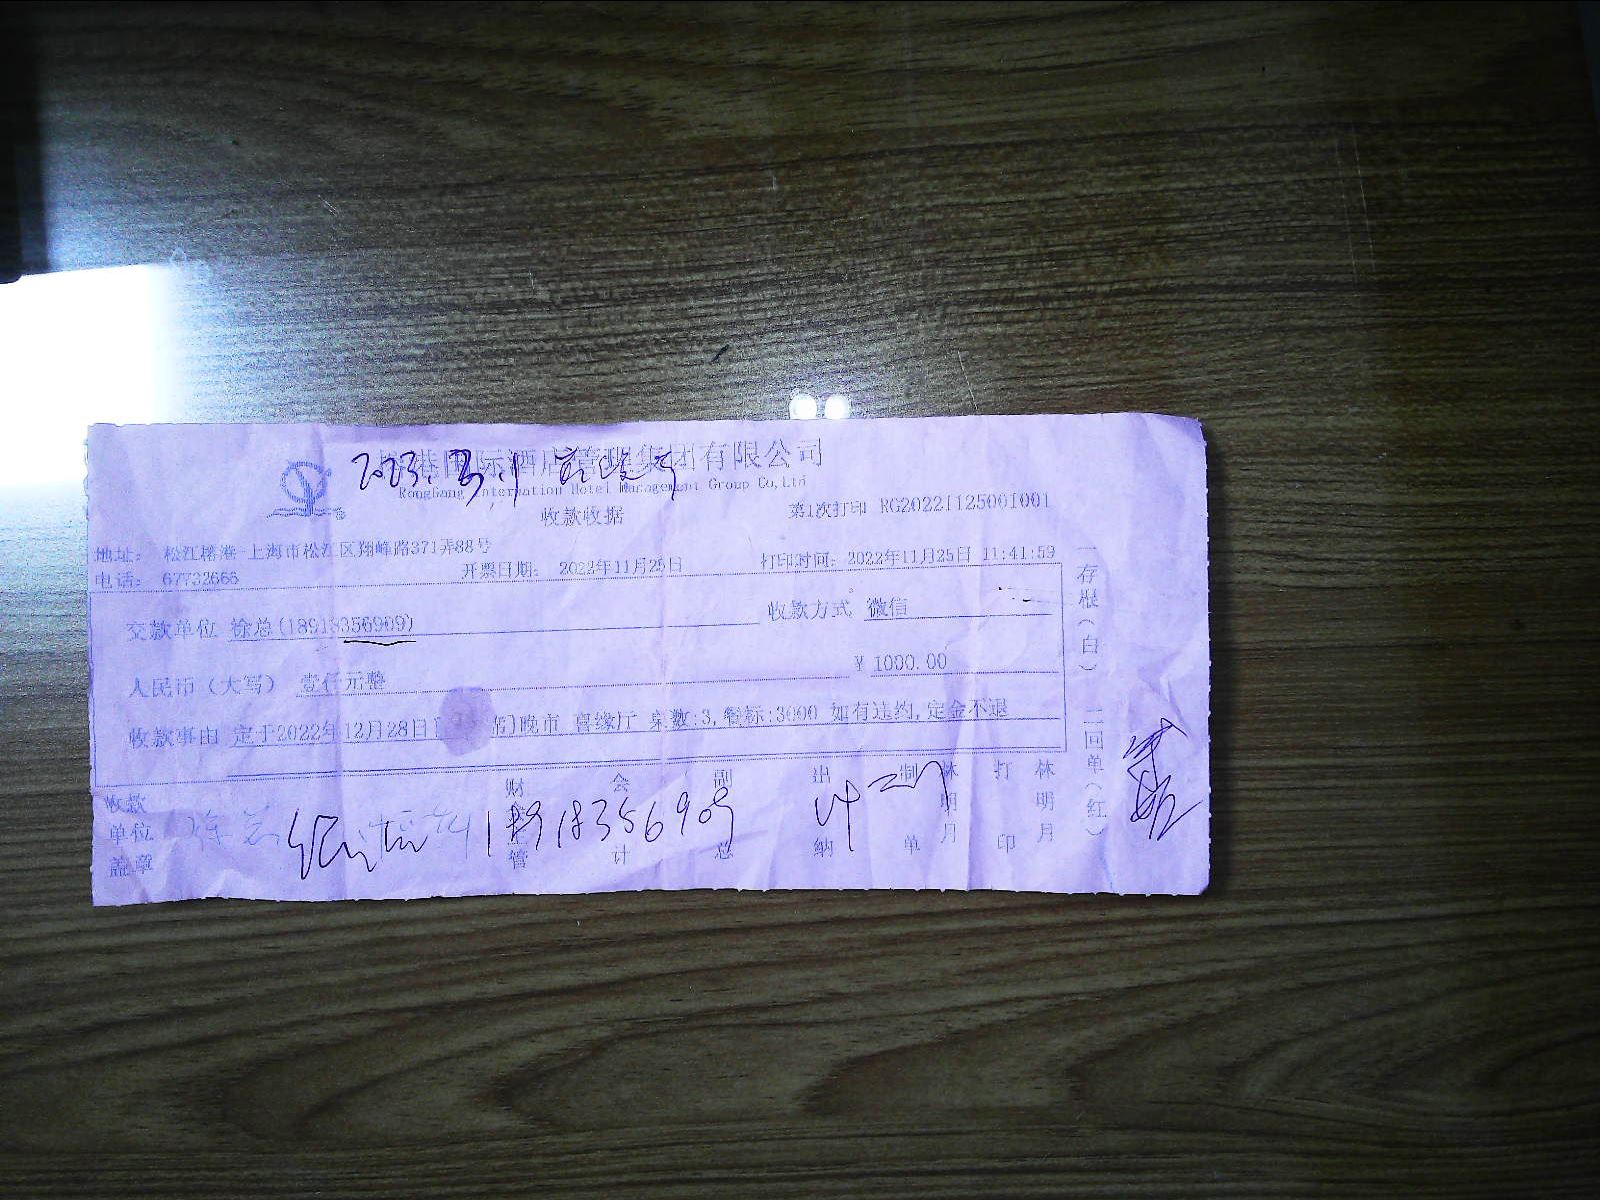 港国际酒店管理集团有限公司
RongGang Internation Hotel Management Group Co,Ltd
2023.
收款收据
第1次打印 RG20221125001001
地址： 松江榕港-上海市松江区翔峰路371弄88号
电话： 67732666
开票日期： 2022年11月25日
打印时间：2022年11月25日 11:41:59
交款单位 徐总(18918356909)
收款方式 微信
人民币（大写） 壹仟元整
¥ 1000.00
收款事由 定于2022年12月28日 晚市 喜缘厅 桌数:3,餐标:3000 如有违约,定金不退
一存根（白） 二回单（红）
收款单位盖章
财务主管
会计
副总
出纳
制单
林明月
打印
林明月
18918356909